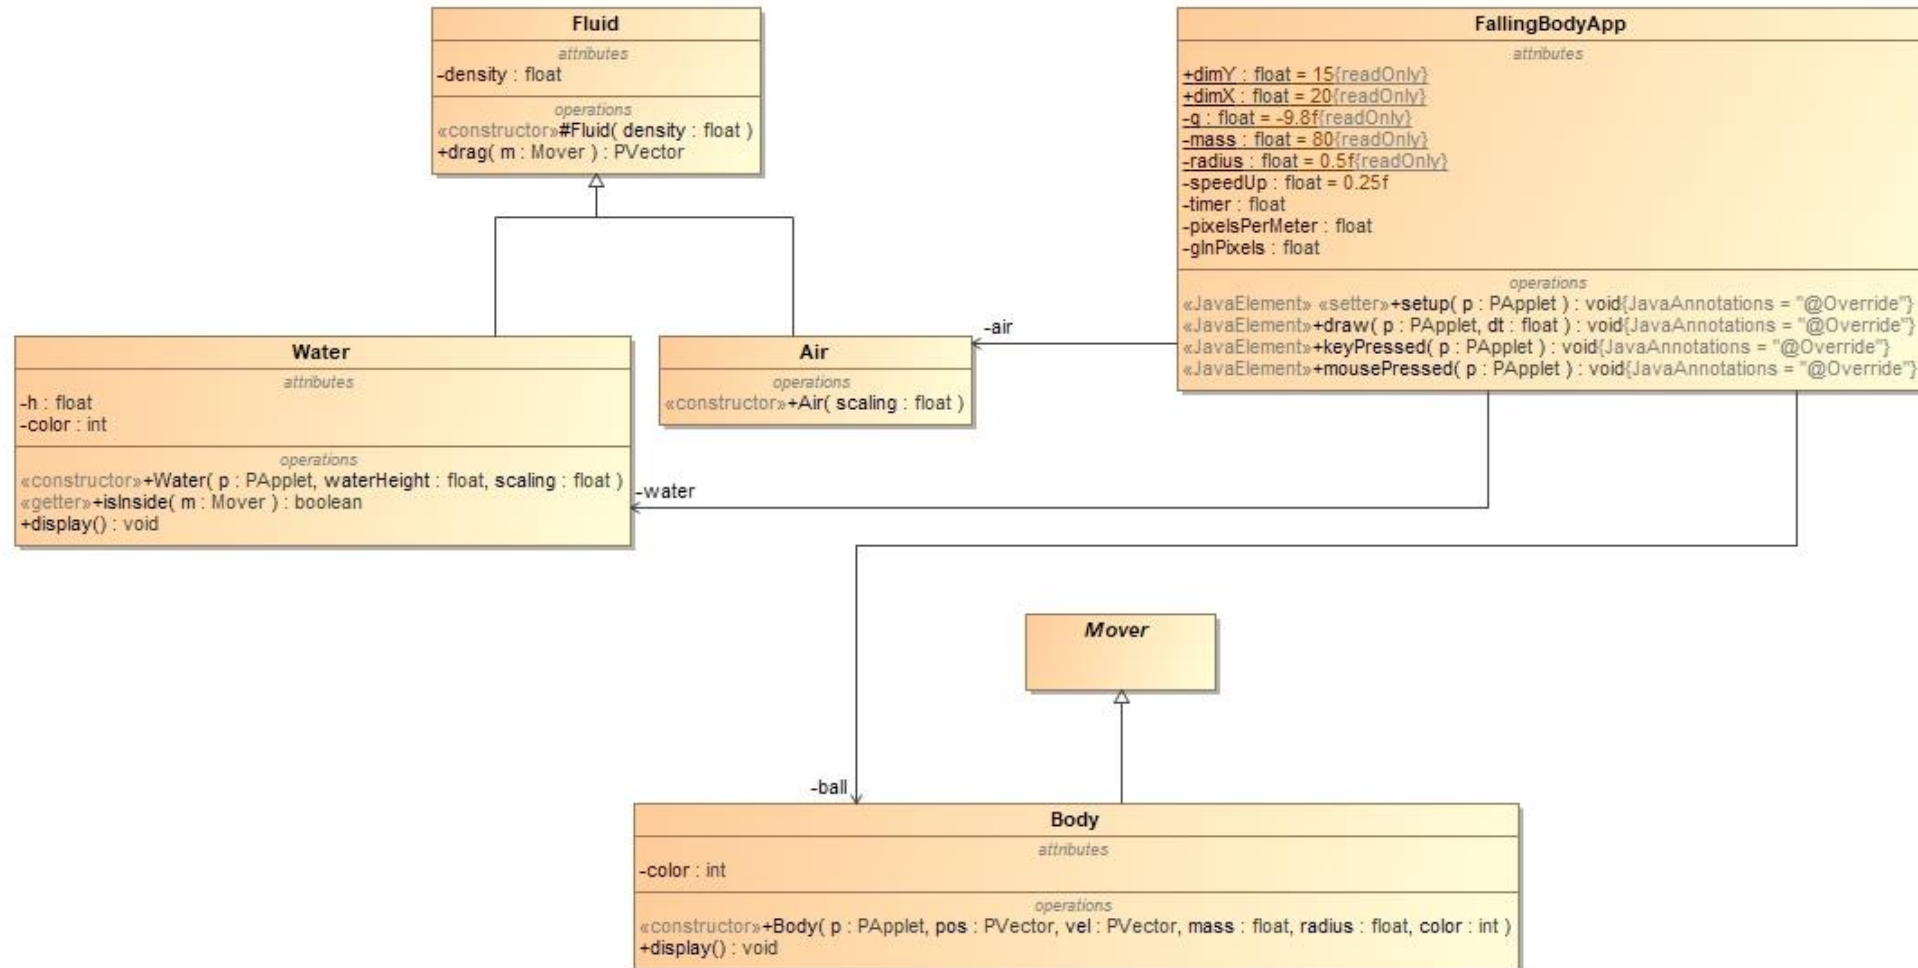 Fluid
attributes
-density : float
operations
«constructor»#Fluid( density : float )
+drag( m : Mover ) : PVector
FallingBodyApp
attributes
+dimY : float = 15{readOnly}
+dimX : float = 20{readOnly}
-g : float = -9.8f{readOnly}
-mass : float = 80{readOnly}
-radius : float = 0.5f{readOnly}
-speedUp : float = 0.25f
-timer : float
-pixelsPerMeter : float
-gInPixels : float
operations
«JavaElement» «setter»+setup( p : PApplet ) : void{JavaAnnotations = "@Override"}
«JavaElement»+draw( p : PApplet, dt : float ) : void{JavaAnnotations = "@Override"}
«JavaElement»+keyPressed( p : PApplet ) : void{JavaAnnotations = "@Override"}
«JavaElement»+mousePressed( p : PApplet ) : void{JavaAnnotations = "@Override"}
-air
Water
attributes
-h : float
-color : int
operations
«constructor»+Water( p : PApplet, waterHeight : float, scaling : float )
«getter»+isInside( m : Mover ) : boolean
+display() : void
Air
operations
«constructor»+Air( scaling : float )
-water
Mover
-ball
Body
attributes
-color : int
operations
«constructor»+Body( p : PApplet, pos : PVector, vel : PVector, mass : float, radius : float, color : int )
+display() : void